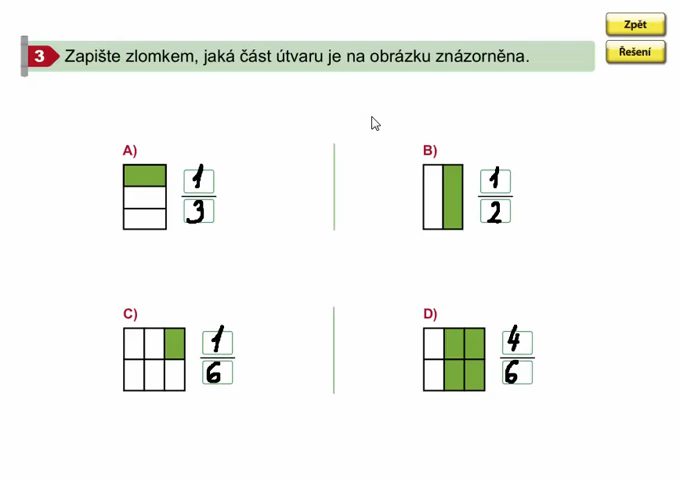 Zpět
Řešení
3 Zapište zlomkem, jaká část útvaru je na obrázku znázorněna.
A)
1
3
B)
1
2
C)
1
6
D)
4
6